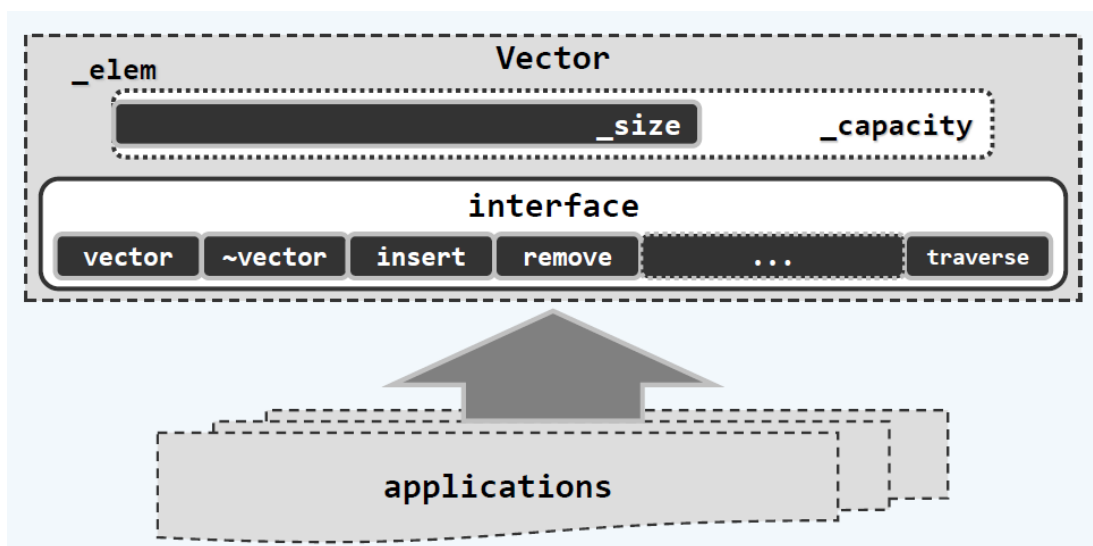 Vector
_elem
_size _capacity
interface
vector ~vector insert remove ... traverse
applications